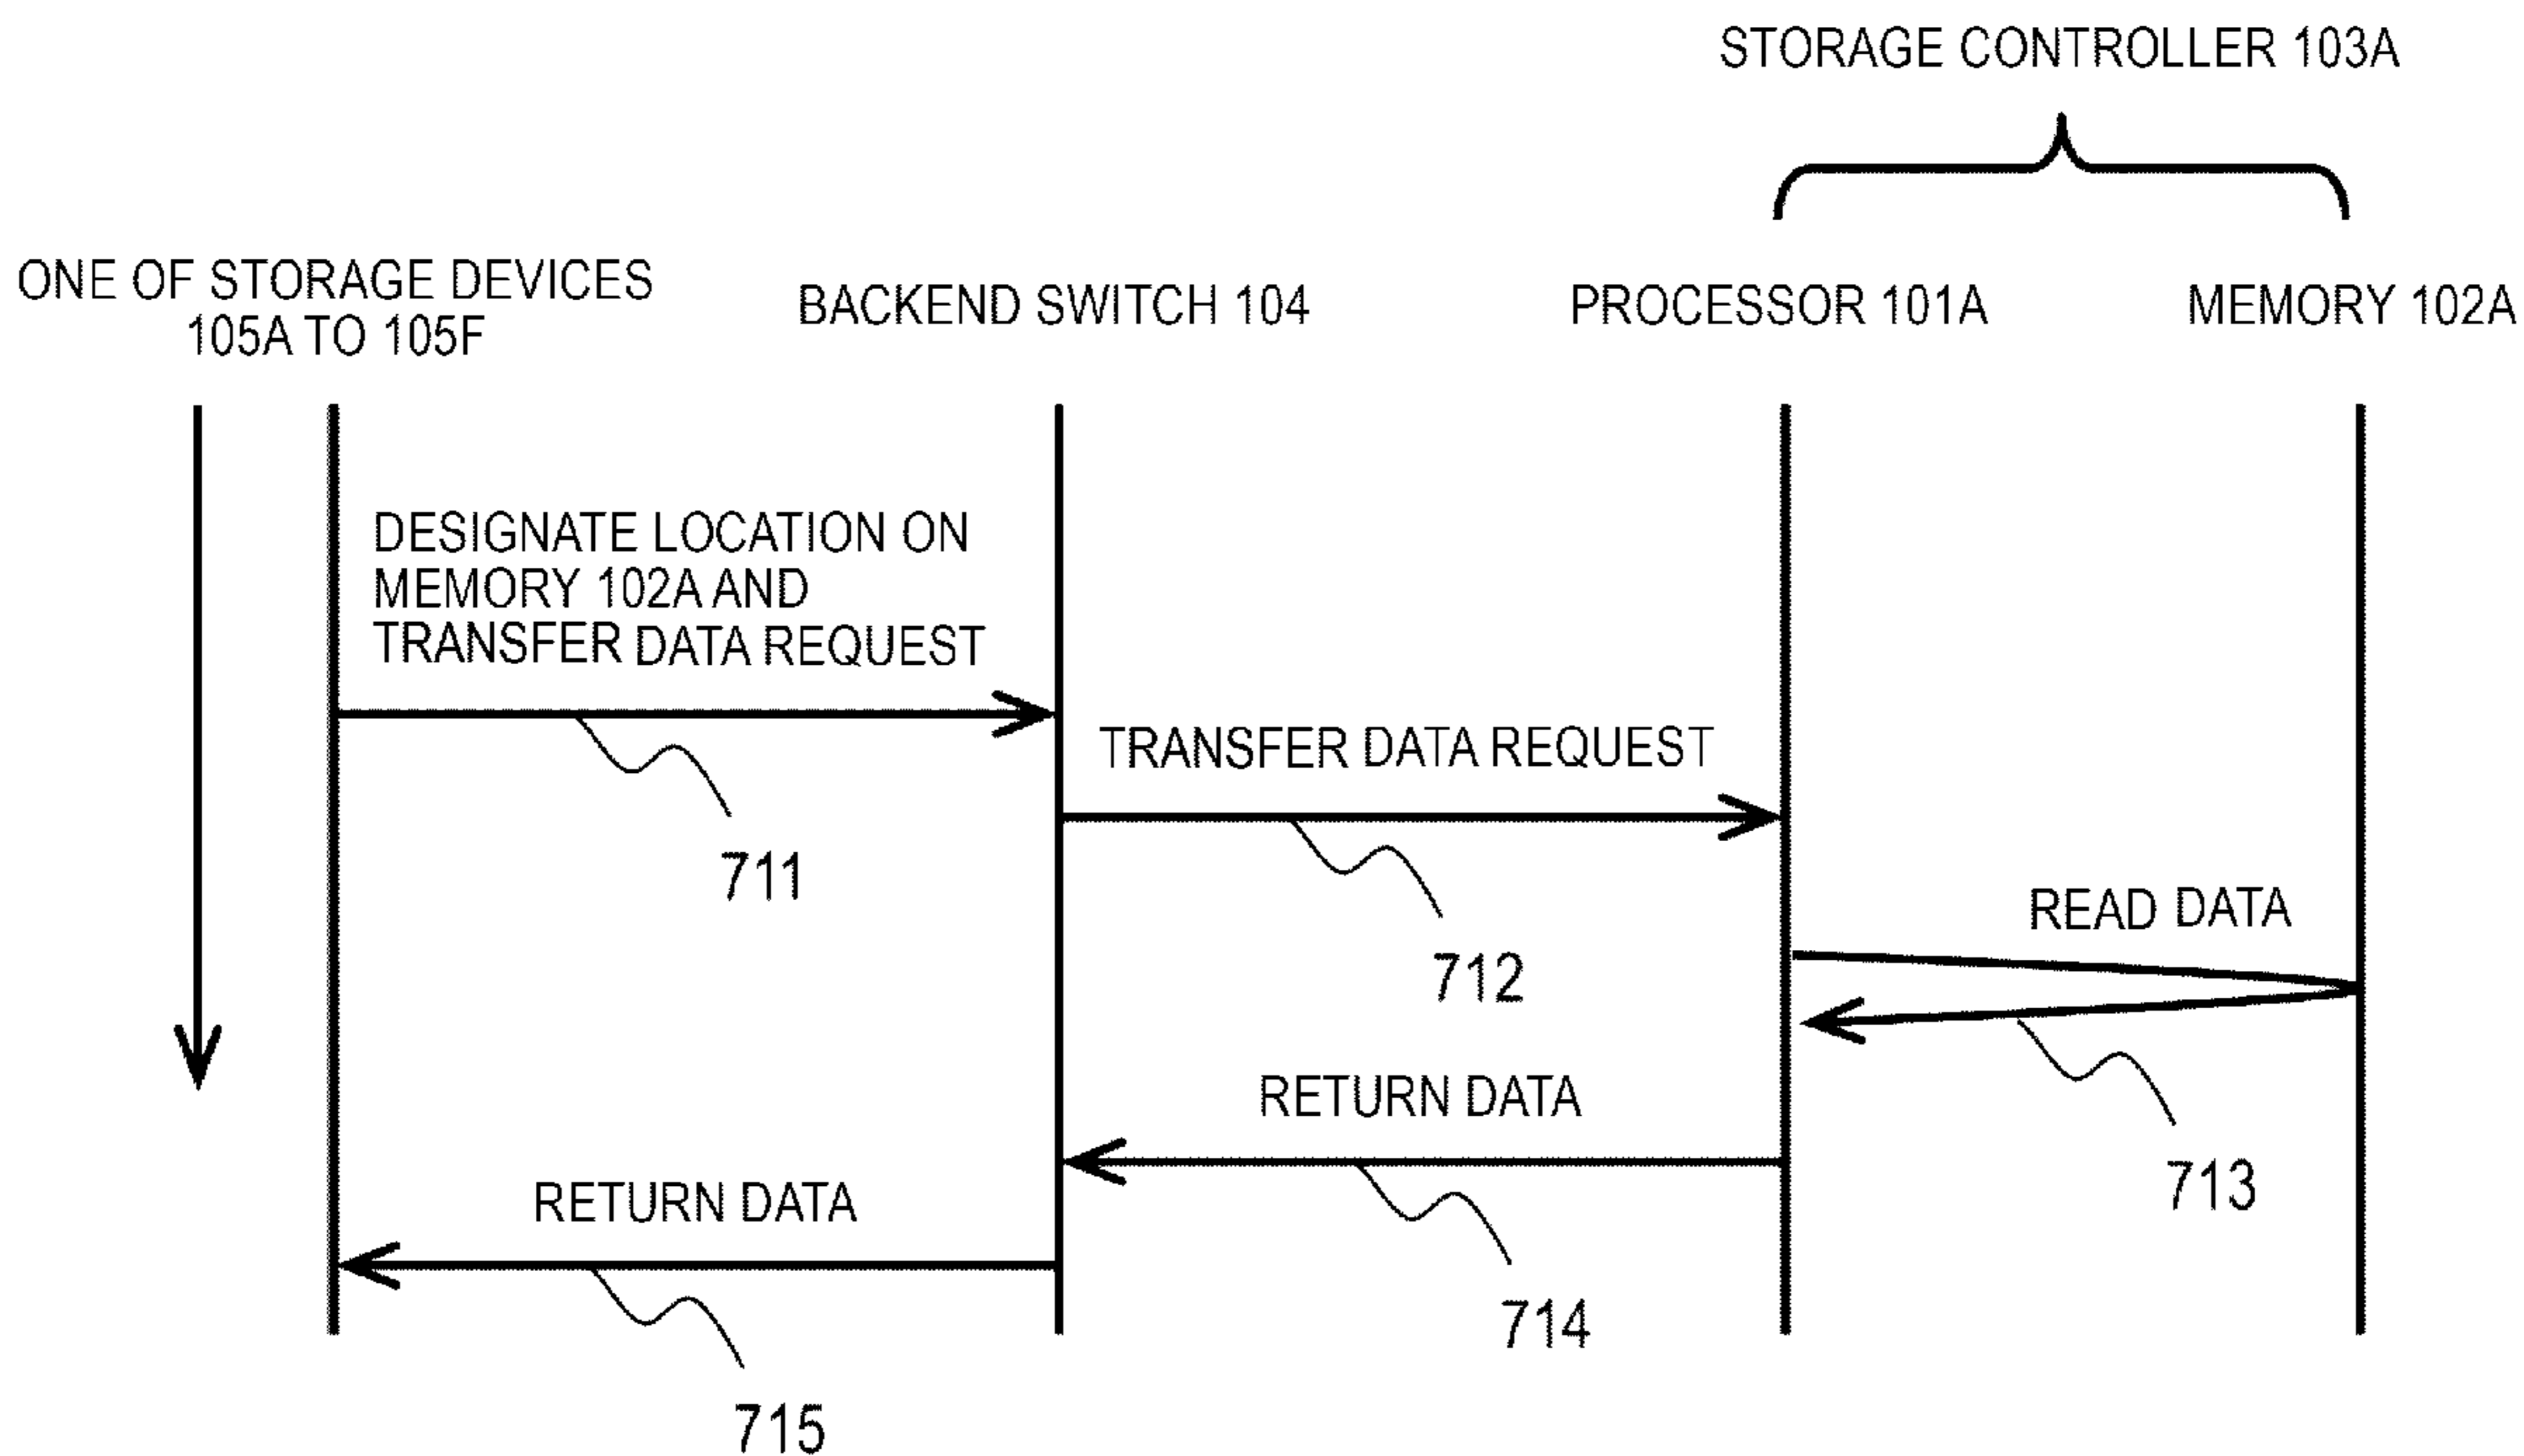 STORAGE CONTROLLER 103A
ONE OF STORAGE DEVICES
105A TO 105F
BACKEND SWITCH 104
PROCESSOR 101A
MEMORY 102A
DESIGNATE LOCATION ON
MEMORY 102A AND
TRANSFER DATA REQUEST
711
TRANSFER DATA REQUEST
712
READ DATA
713
RETURN DATA
714
RETURN DATA
715